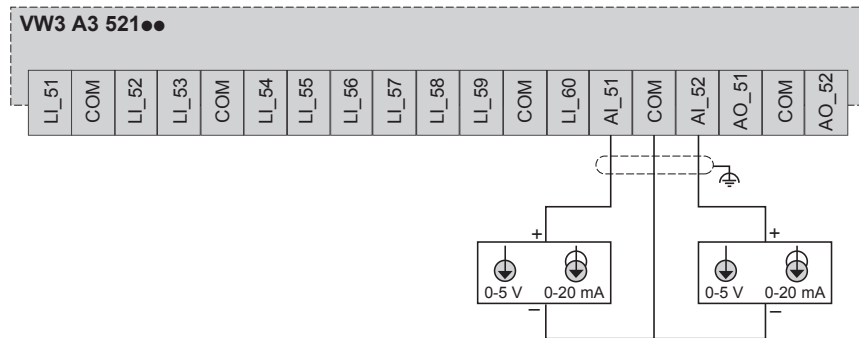 VW3 A3 521●●
LI_51 COM LI_52 LI_53 COM LI_54 LI_55 LI_56 LI_57 LI_58 LI_59 COM LI_60 AI_51 COM AI_52 AO_51 COM AO_52
+ +
0-5 V 0-20 mA 0-5 V 0-20 mA
– –